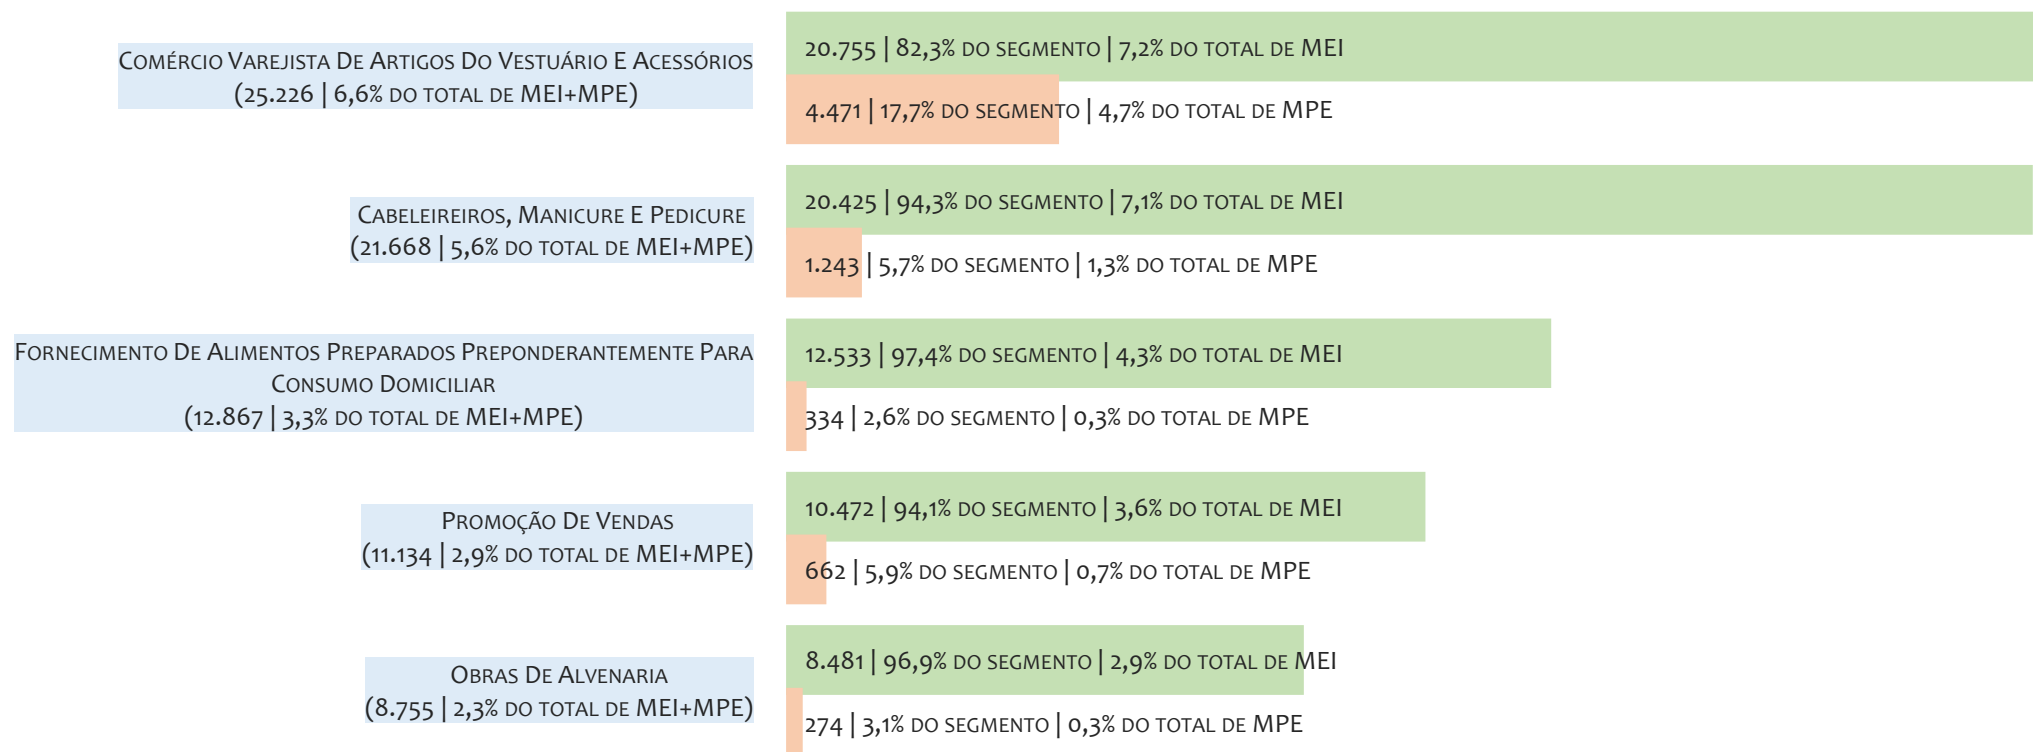 Comércio Varejista De Artigos Do Vestuário E Acessórios
(25.226 | 6,6% do total de MEI+MPE)
20.755 | 82,3% do segmento | 7,2% do total de MEI
4.471 | 17,7% do segmento | 4,7% do total de MPE
Cabeleireiros, Manicure E Pedicure
(21.668 | 5,6% do total de MEI+MPE)
20.425 | 94,3% do segmento | 7,1% do total de MEI
1.243 | 5,7% do segmento | 1,3% do total de MPE
Fornecimento De Alimentos Preparados Preponderantemente Para
Consumo Domiciliar
(12.867 | 3,3% do total de MEI+MPE)
12.533 | 97,4% do segmento | 4,3% do total de MEI
334 | 2,6% do segmento | 0,3% do total de MPE
Promoção De Vendas
(11.134 | 2,9% do total de MEI+MPE)
10.472 | 94,1% do segmento | 3,6% do total de MEI
662 | 5,9% do segmento | 0,7% do total de MPE
Obras De Alvenaria
(8.755 | 2,3% do total de MEI+MPE)
8.481 | 96,9% do segmento | 2,9% do total de MEI
274 | 3,1% do segmento | 0,3% do total de MPE